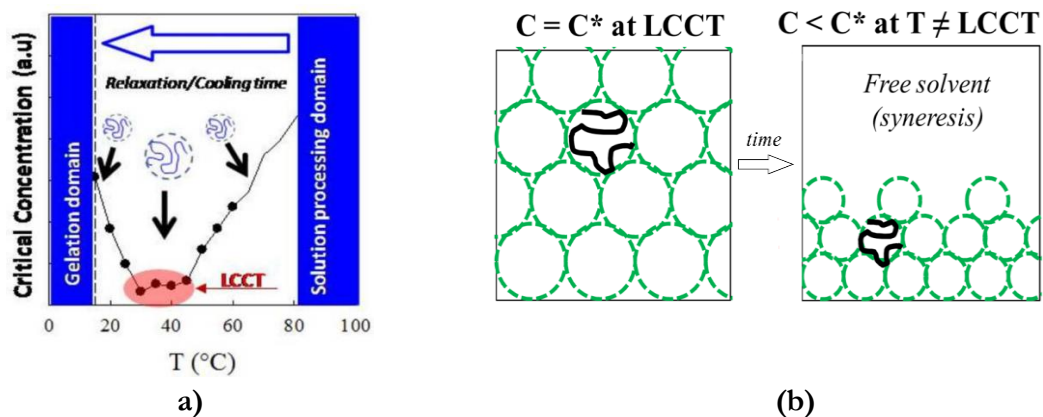 Critical Concentration (a.u)
Gelation domain
Relaxation/Cooling time
LCCT
Solution processing domain
0 20 40 60 80 100
T (°C)
a)
C = C* at LCCT
time
C < C* at T ≠ LCCT
Free solvent
(syneresis)
(b)